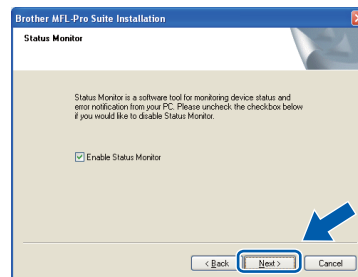 Brother MFL-Pro Suite Installation
Status Monitor
Status Monitor is a software tool for monitoring device status and
error notification from your PC. Please uncheck the checkbox below
if you would like to disable Status Monitor.
Enable Status Monitor
< Back
Next >
Cancel